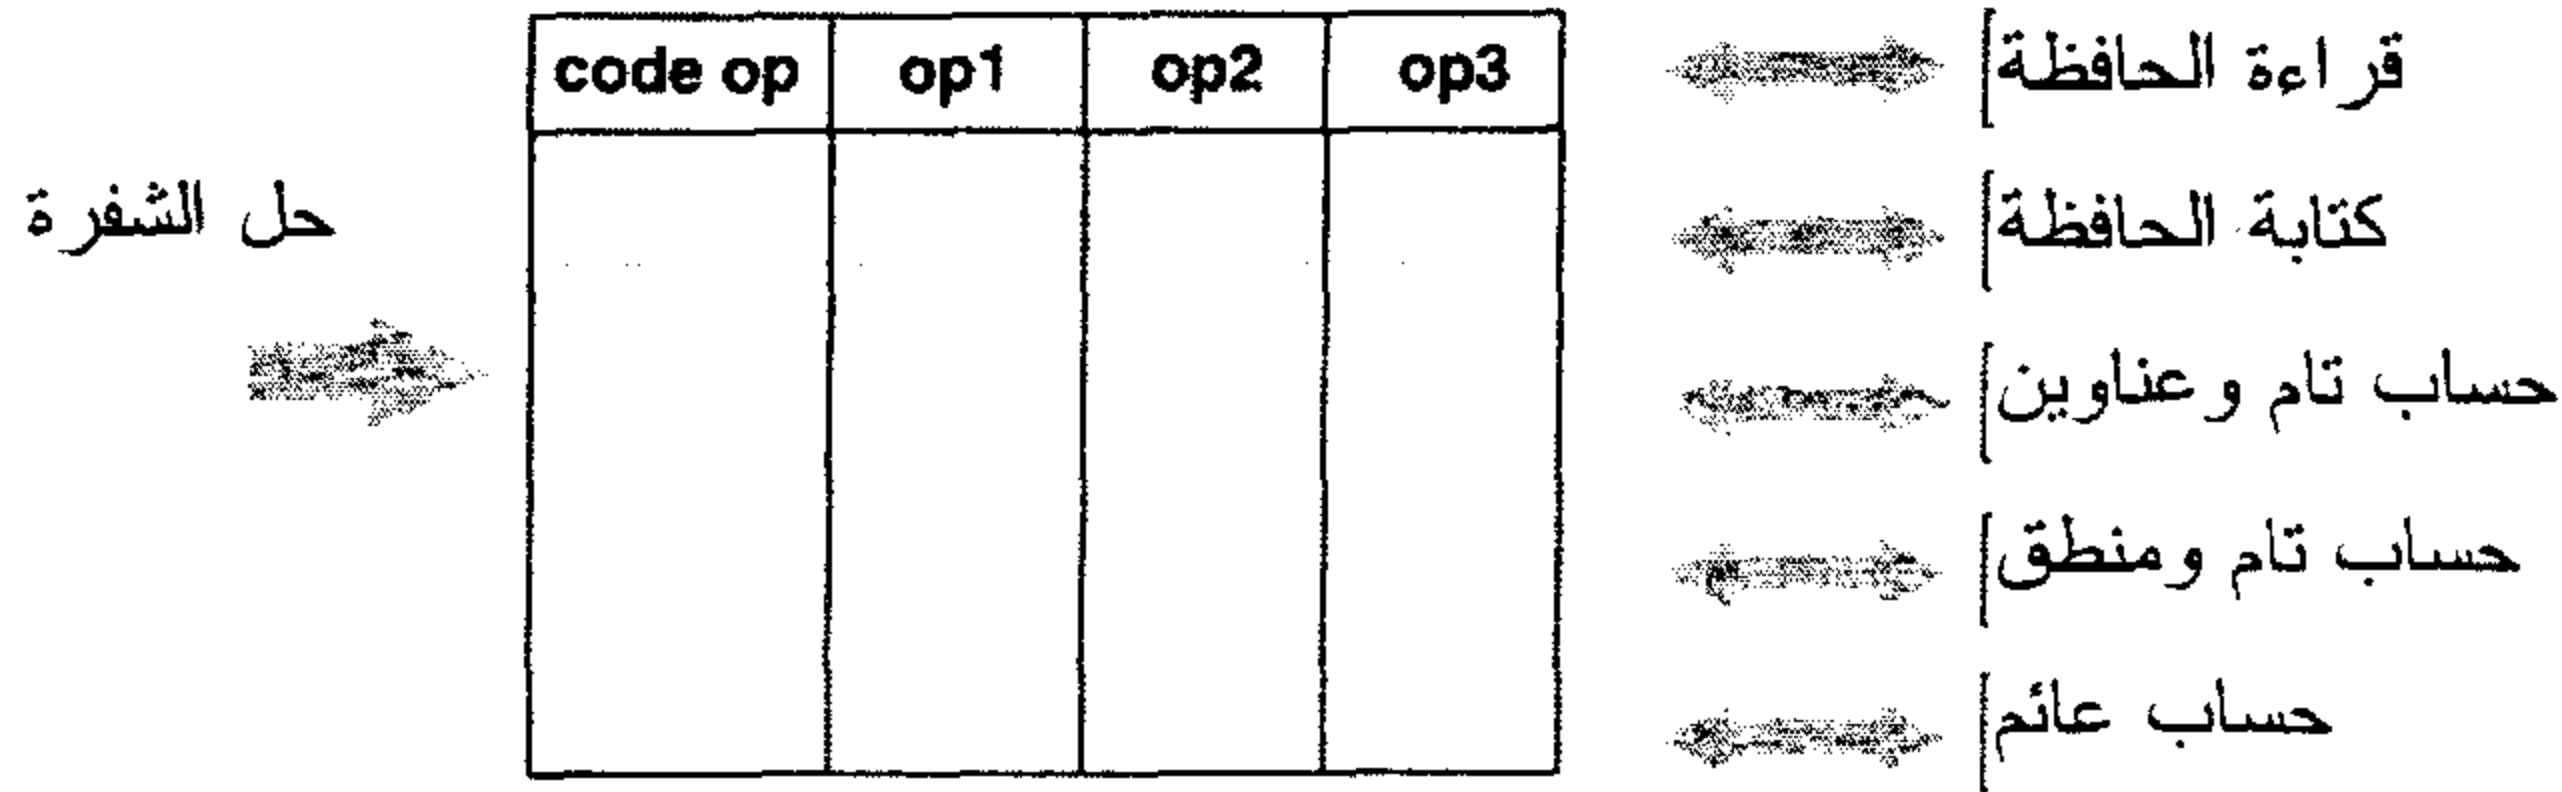 code op op1 op2 op3
حل الشفرة
قراءة الحافظة
كتابة الحافظة
حساب تام وعناوين
حساب تام ومنطق
حساب عائم